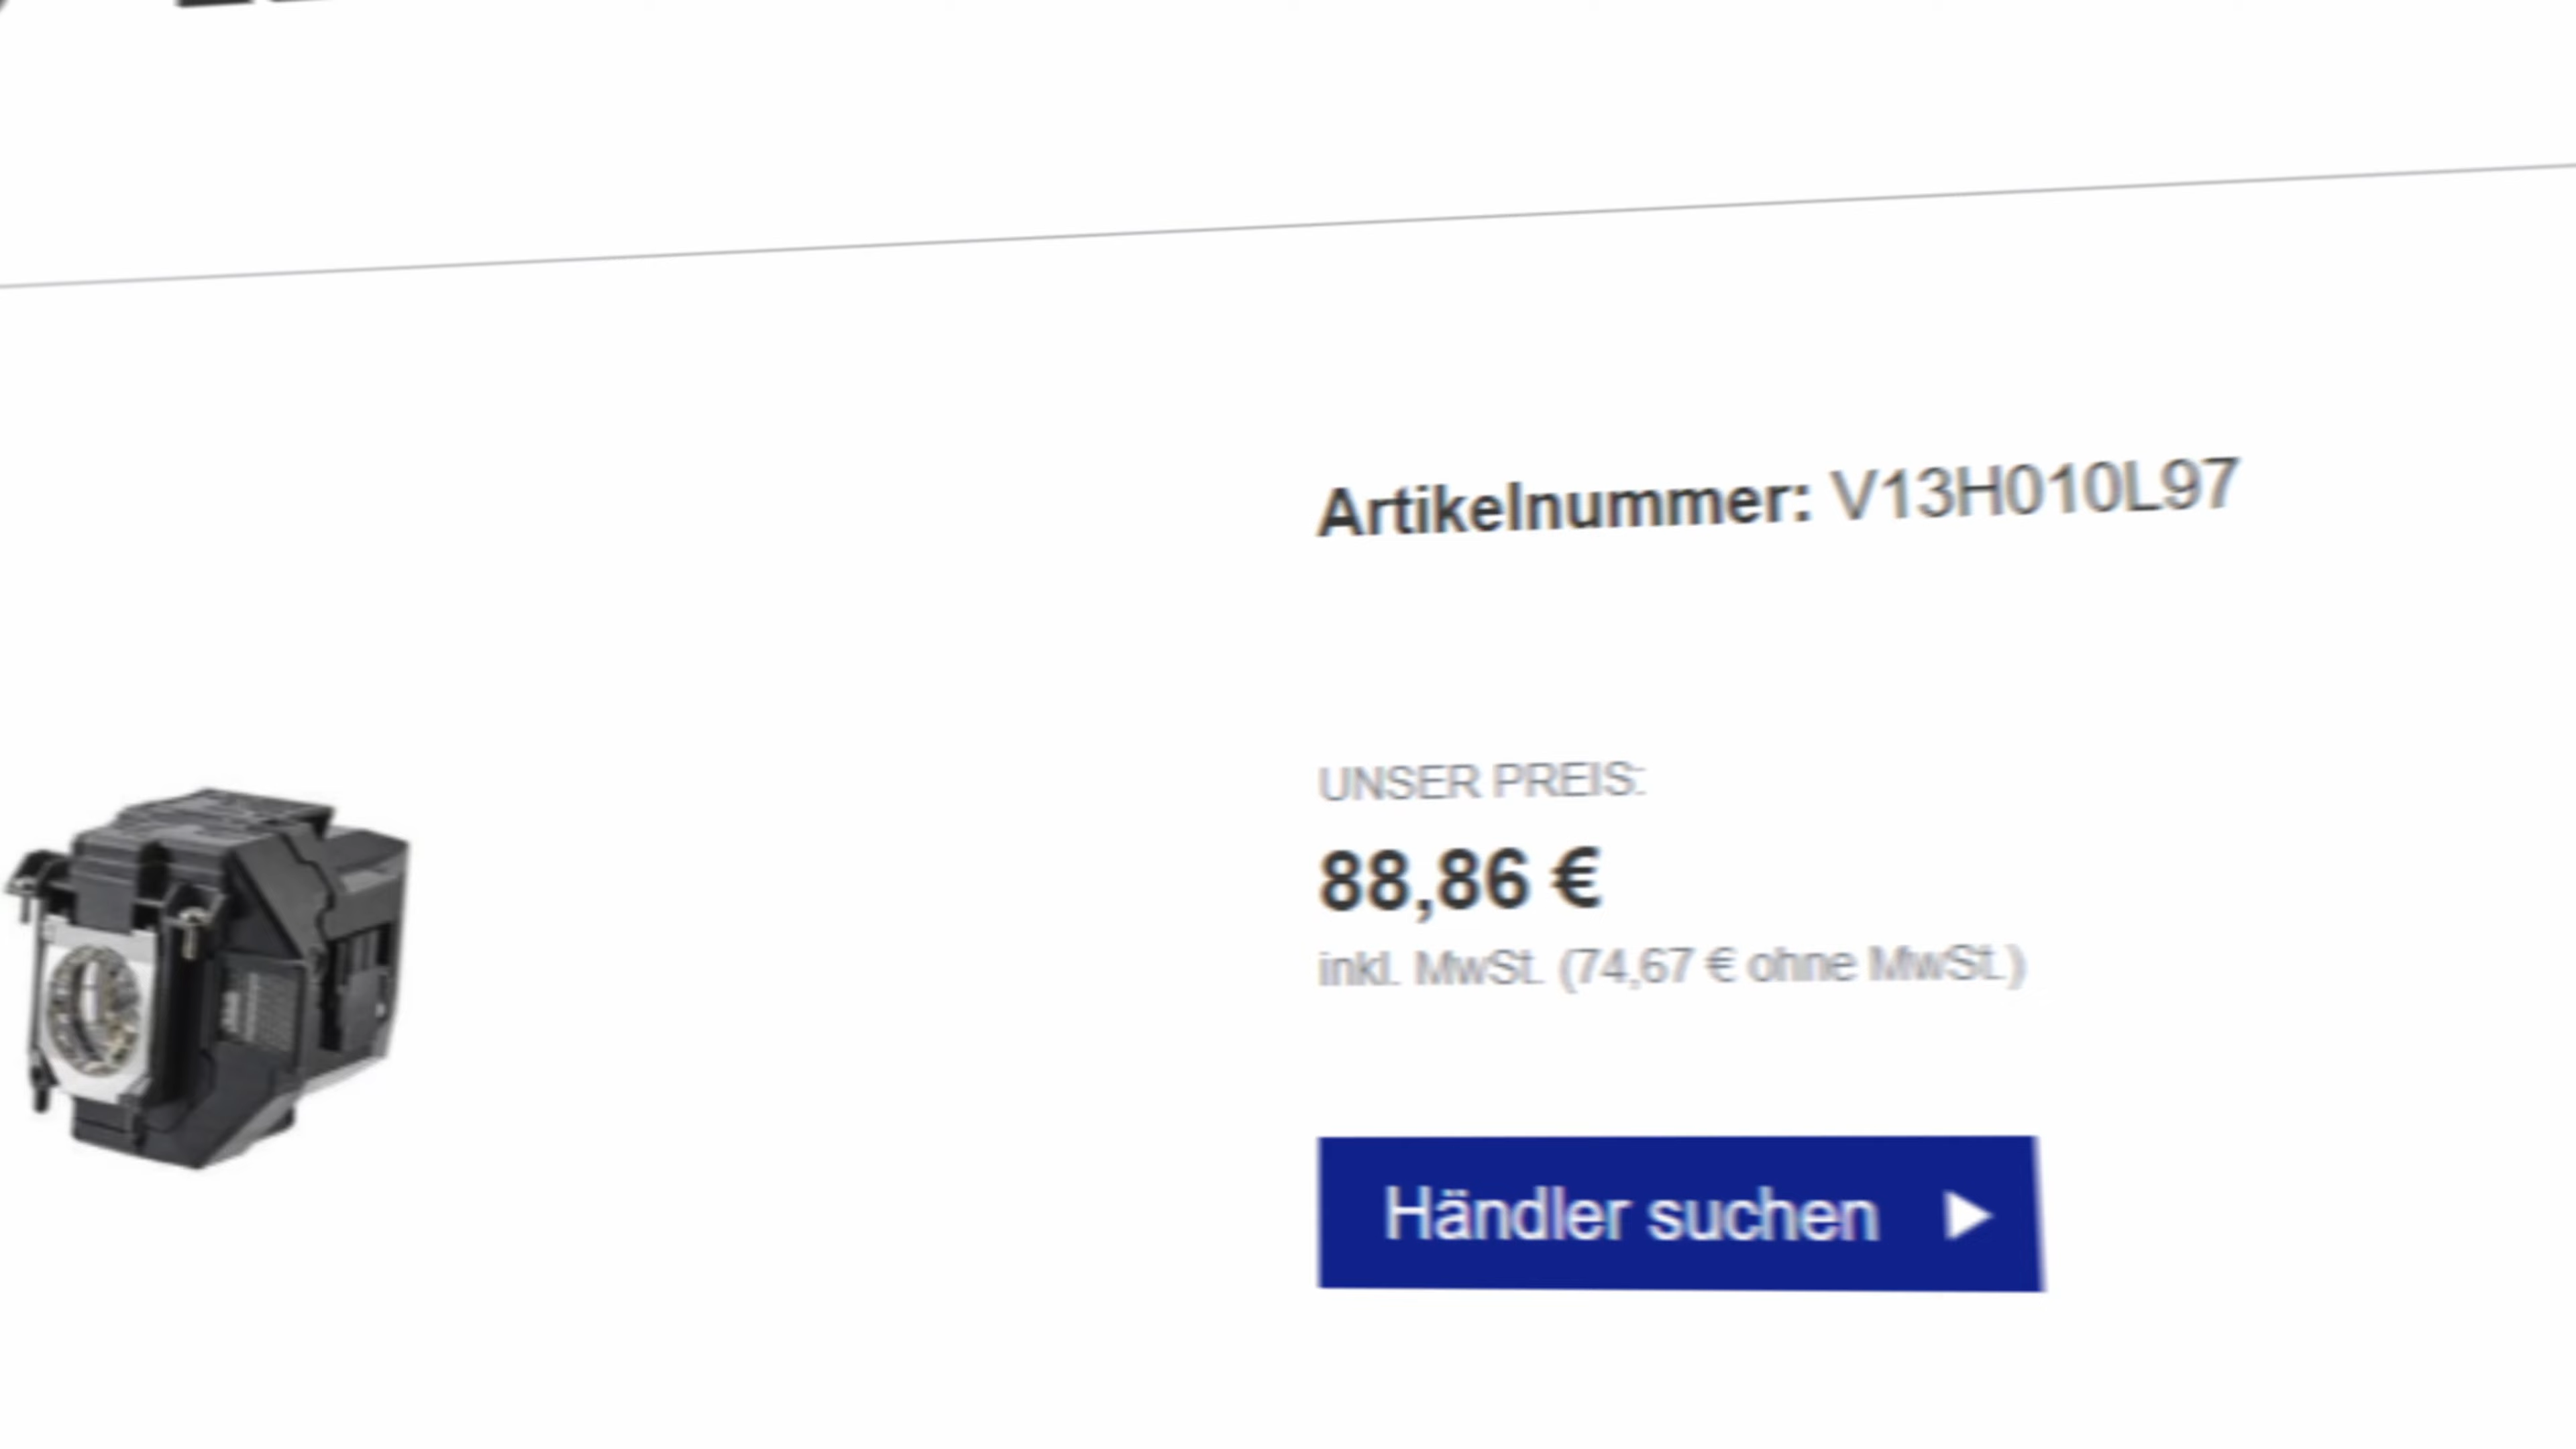 Artikelnummer: V13H010L97
UNSER PREIS:
88,86 €
inkl. MwSt. (74,67 € ohne MwSt.)
Händler suchen